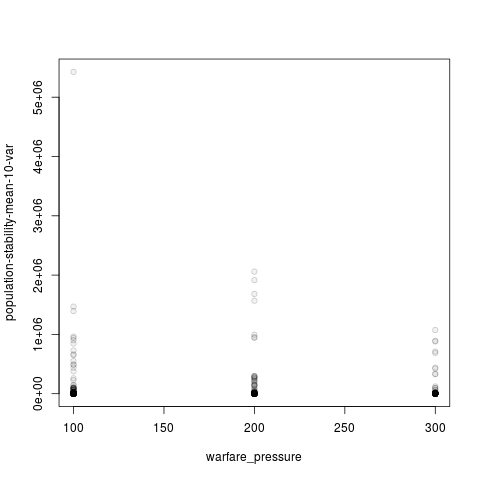 population-stability-mean-10-var
5e+06
4e+06
3e+06
2e+06
1e+06
0e+00
100
150
200
250
300
warfare_pressure